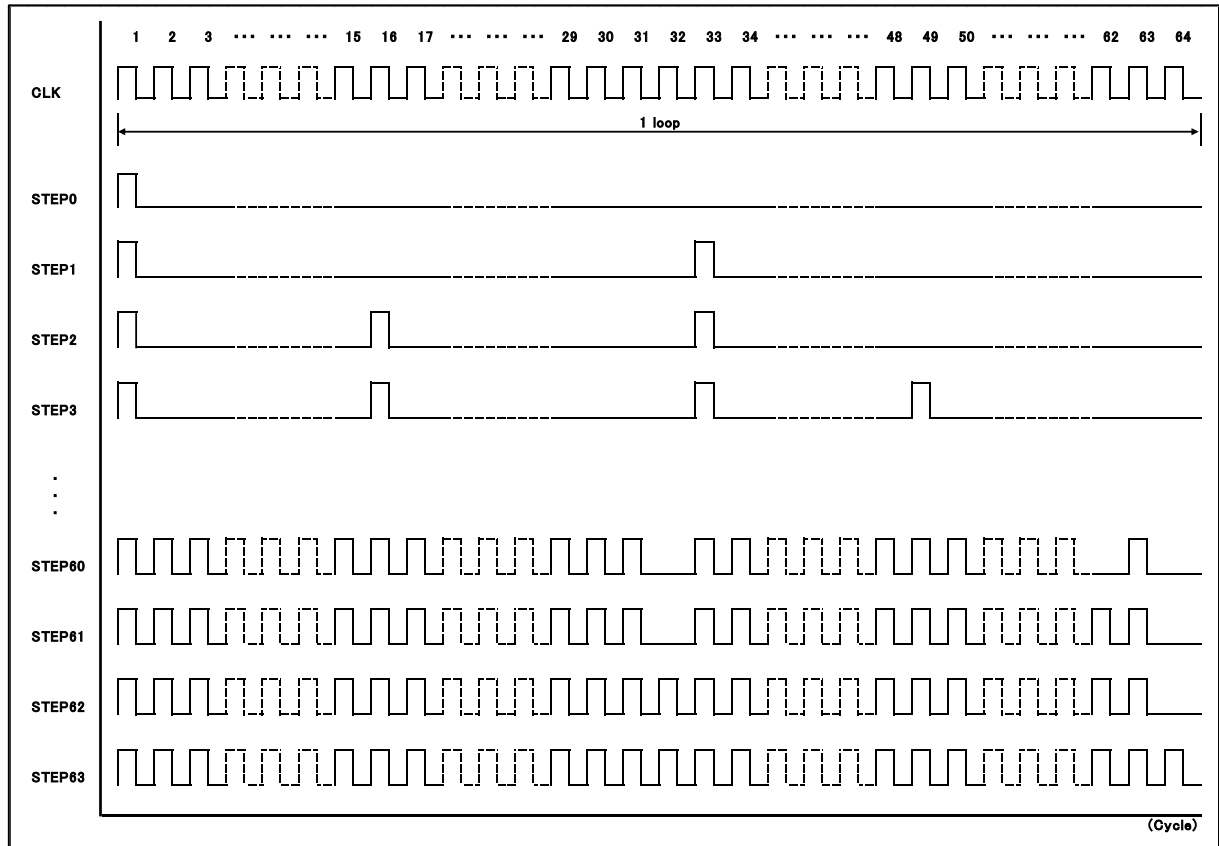 1 2 3 ··· ··· ··· 15 16 17 ··· ··· ··· 29 30 31 32 33 34 ··· ··· ··· 48 49 50 ··· ··· ··· 62 63 64
CLK
1 loop
STEP0
STEP1
STEP2
STEP3
STEP60
STEP61
STEP62
STEP63
(Cycle)